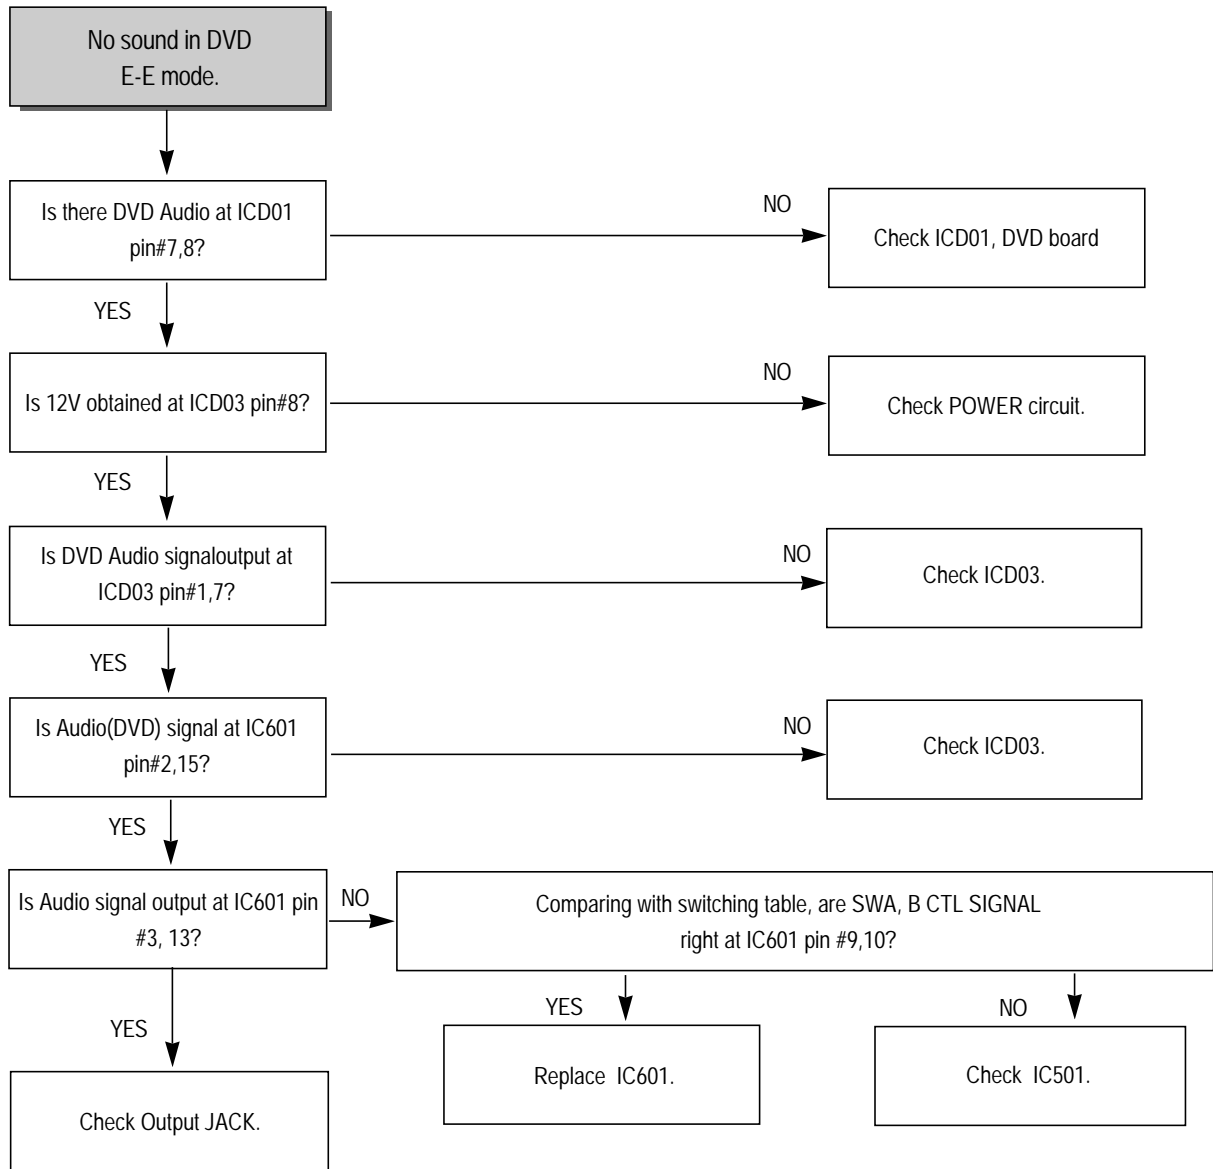 No sound in DVD
E-E mode.
Is there DVD Audio at ICD01
pin#7,8?
NO
Check ICD01, DVD board
YES
Is 12V obtained at ICD03 pin#8?
NO
Check POWER circuit.
YES
Is DVD Audio signaloutput at
ICD03 pin#1,7?
NO
Check ICD03.
YES
Is Audio(DVD) signal at IC601
pin#2,15?
NO
Check ICD03.
YES
Is Audio signal output at IC601 pin
#3, 13?
NO
Comparing with switching table, are SWA, B CTL SIGNAL
right at IC601 pin #9,10?
YES
Check Output JACK.
YES
Replace IC601.
NO
Check IC501.